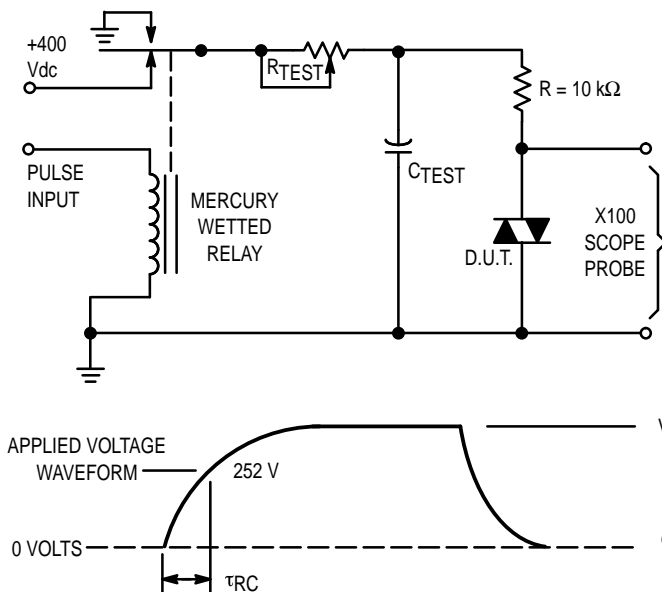 +400
Vdc
RTEST
R = 10 kΩ
CTEST
PULSE
INPUT
MERCURY
WETTED
RELAY
D.U.T.
X100
SCOPE
PROBE
APPLIED VOLTAGE
WAVEFORM
252 V
0 VOLTS
τRC